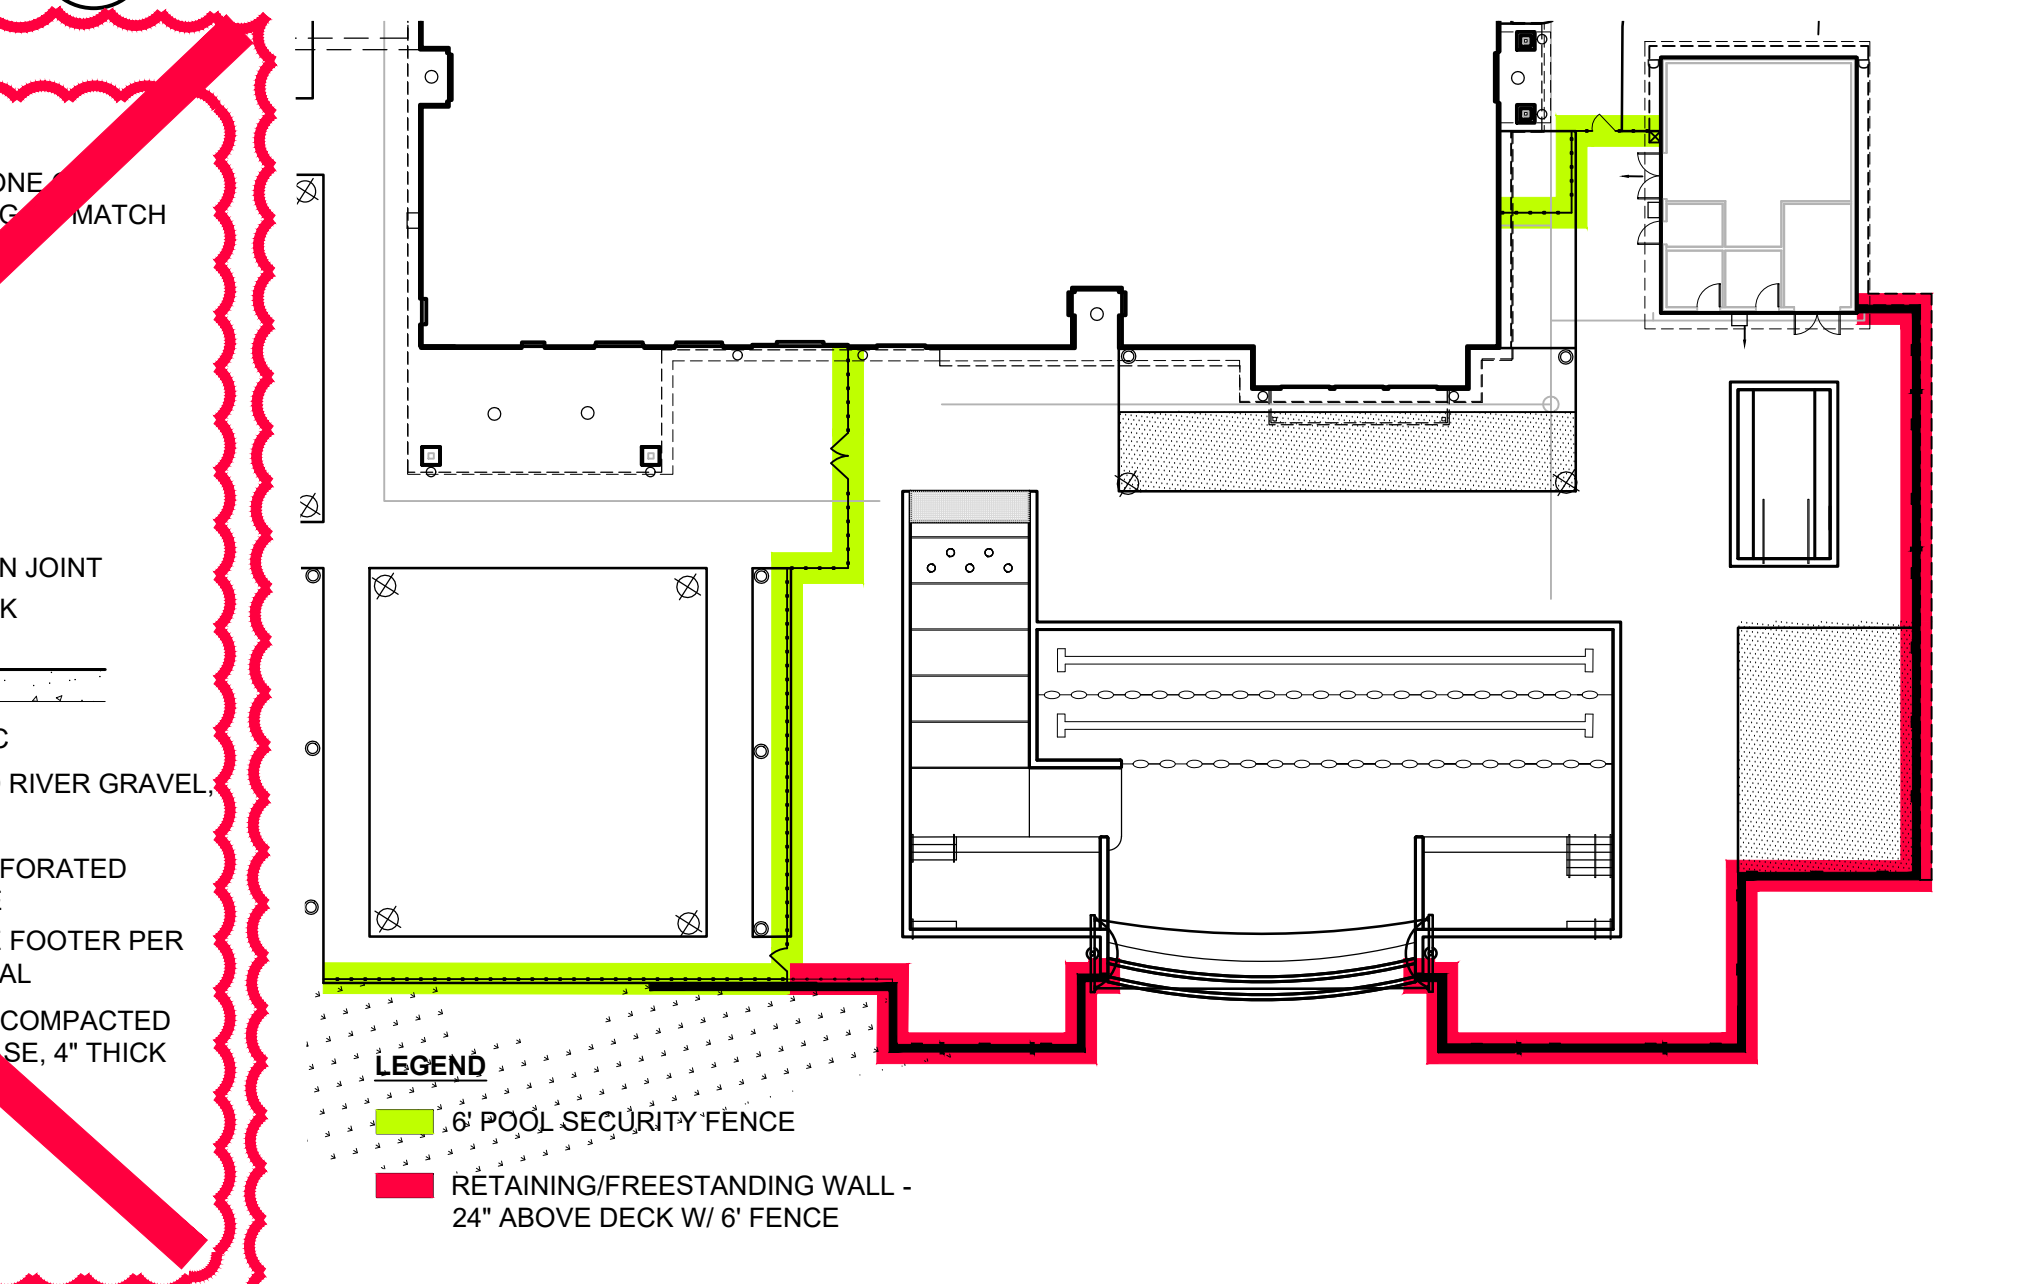 MATCH
N JOINT
K
C
RIVER GRAVEL,
FORATED
E
FOOTER PER
AL
COMPACTED
SE, 4" THICK
LEGEND
6' POOL SECURITY FENCE
RETAINING/FREESTANDING WALL -
24" ABOVE DECK W/ 6' FENCE